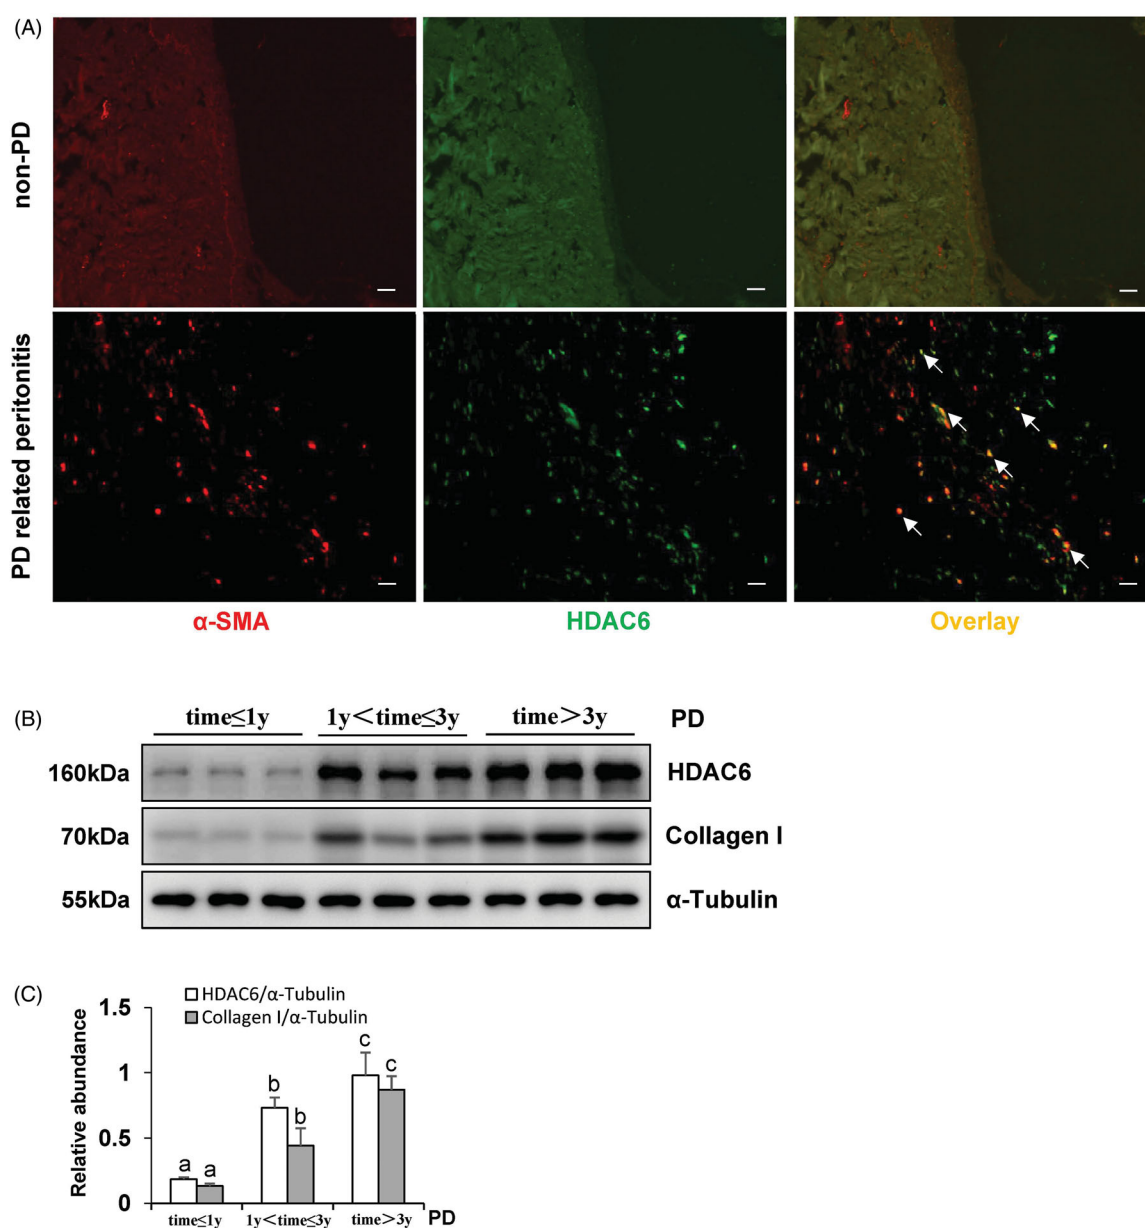 (A)
non-PD
PD related peritonitis
α-SMA
HDAC6
Overlay
(B)
time≤1y
1y<time≤3y
time>3y
PD
160kDa
HDAC6
70kDa
Collagen I
55kDa
α-Tubulin
(C)
HDAC6/α-Tubulin
Collagen I/α-Tubulin
Relative abundance
1.5
1
0.5
0
a
a
b
b
c
c
time≤1y
1y<time≤3y
time>3y
PD